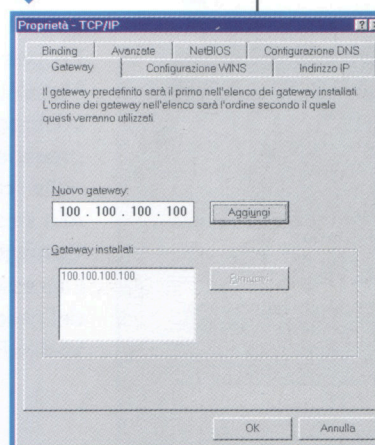 Proprietà - TCP/IP
Binding Avanzate NetBIOS Configurazione DNS
Gateway Configurazione WINS Indirizzo IP
Il gateway predefinito sarà il primo nell'elenco dei gateway installati.
L'ordine dei gateway nell'elenco sarà l'ordine secondo il quale
questi verranno utilizzati.
Nuovo gateway:
100 . 100 . 100 . 100 Aggiungi
Gateway installati
100.100.100.100 Rimuovi
OK Annulla